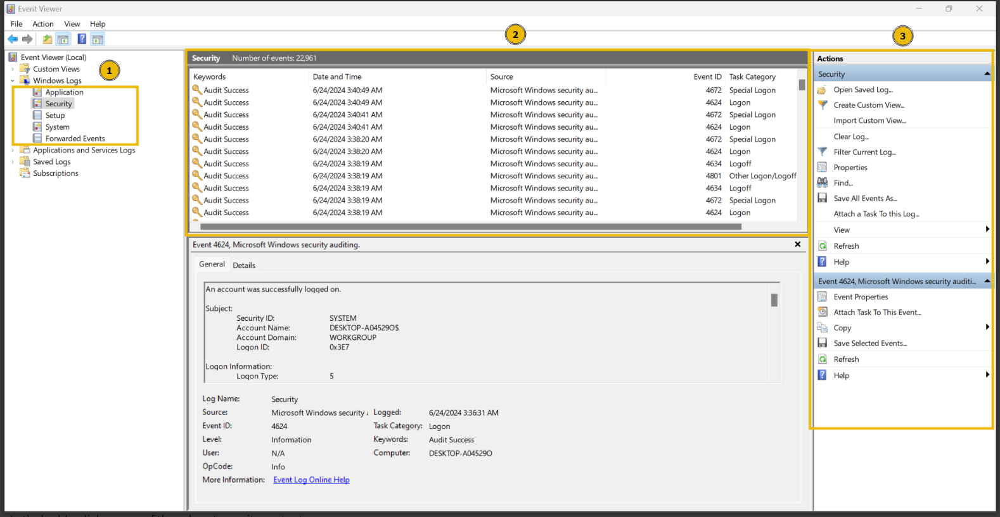 Event Viewer
File Action View Help
Event Viewer (Local)
Custom Views
Windows Logs
Application
Security
Setup
System
Forwarded Events
Applications and Services Logs
Saved Logs
Subscriptions
1
2
3
Security Number of events: 22,961
Keywords Date and Time Source Event ID Task Category
Audit Success 6/24/2024 3:40:49 AM Microsoft Windows security au... 4672 Special Logon
Audit Success 6/24/2024 3:40:49 AM Microsoft Windows security au... 4624 Logon
Audit Success 6/24/2024 3:40:41 AM Microsoft Windows security au... 4672 Special Logon
Audit Success 6/24/2024 3:40:41 AM Microsoft Windows security au... 4624 Logon
Audit Success 6/24/2024 3:38:20 AM Microsoft Windows security au... 4672 Special Logon
Audit Success 6/24/2024 3:38:20 AM Microsoft Windows security au... 4624 Logon
Audit Success 6/24/2024 3:38:19 AM Microsoft Windows security au... 4634 Logoff
Audit Success 6/24/2024 3:38:19 AM Microsoft Windows security au... 4801 Other Logon/Logoff
Audit Success 6/24/2024 3:38:19 AM Microsoft Windows security au... 4634 Logoff
Audit Success 6/24/2024 3:38:19 AM Microsoft Windows security au... 4672 Special Logon
Audit Success 6/24/2024 3:38:19 AM Microsoft Windows security au... 4624 Logon
Event 4624, Microsoft Windows security auditing.
General Details
An account was successfully logged on.
Subject:
Security ID: SYSTEM
Account Name: DESKTOP-A04529O$
Account Domain: WORKGROUP
Logon ID: 0x3E7
Logon Information:
Logon Type: 5
Log Name: Security
Source: Microsoft Windows security Logged: 6/24/2024 3:36:31 AM
Event ID: 4624 Task Category: Logon
Level: Information Keywords: Audit Success
User: N/A Computer: DESKTOP-A04529O
OpCode: Info
More Information: Event Log Online Help
Actions
Security
Open Saved Log...
Create Custom View...
Import Custom View...
Clear Log...
Filter Current Log...
Properties
Find...
Save All Events As...
Attach a Task To this Log...
View
Refresh
Help
Event 4624, Microsoft Windows security auditi...
Event Properties
Attach Task To This Event...
Copy
Save Selected Events...
Refresh
Help